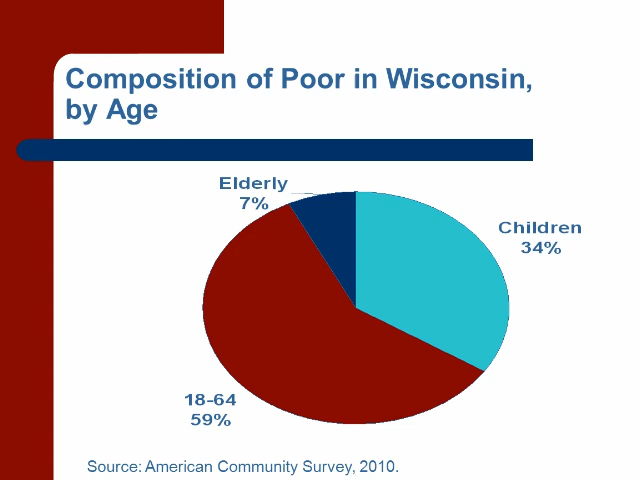 Composition of Poor in Wisconsin,
by Age
Elderly
7%
Children
34%
18-64
59%
Source: American Community Survey, 2010.